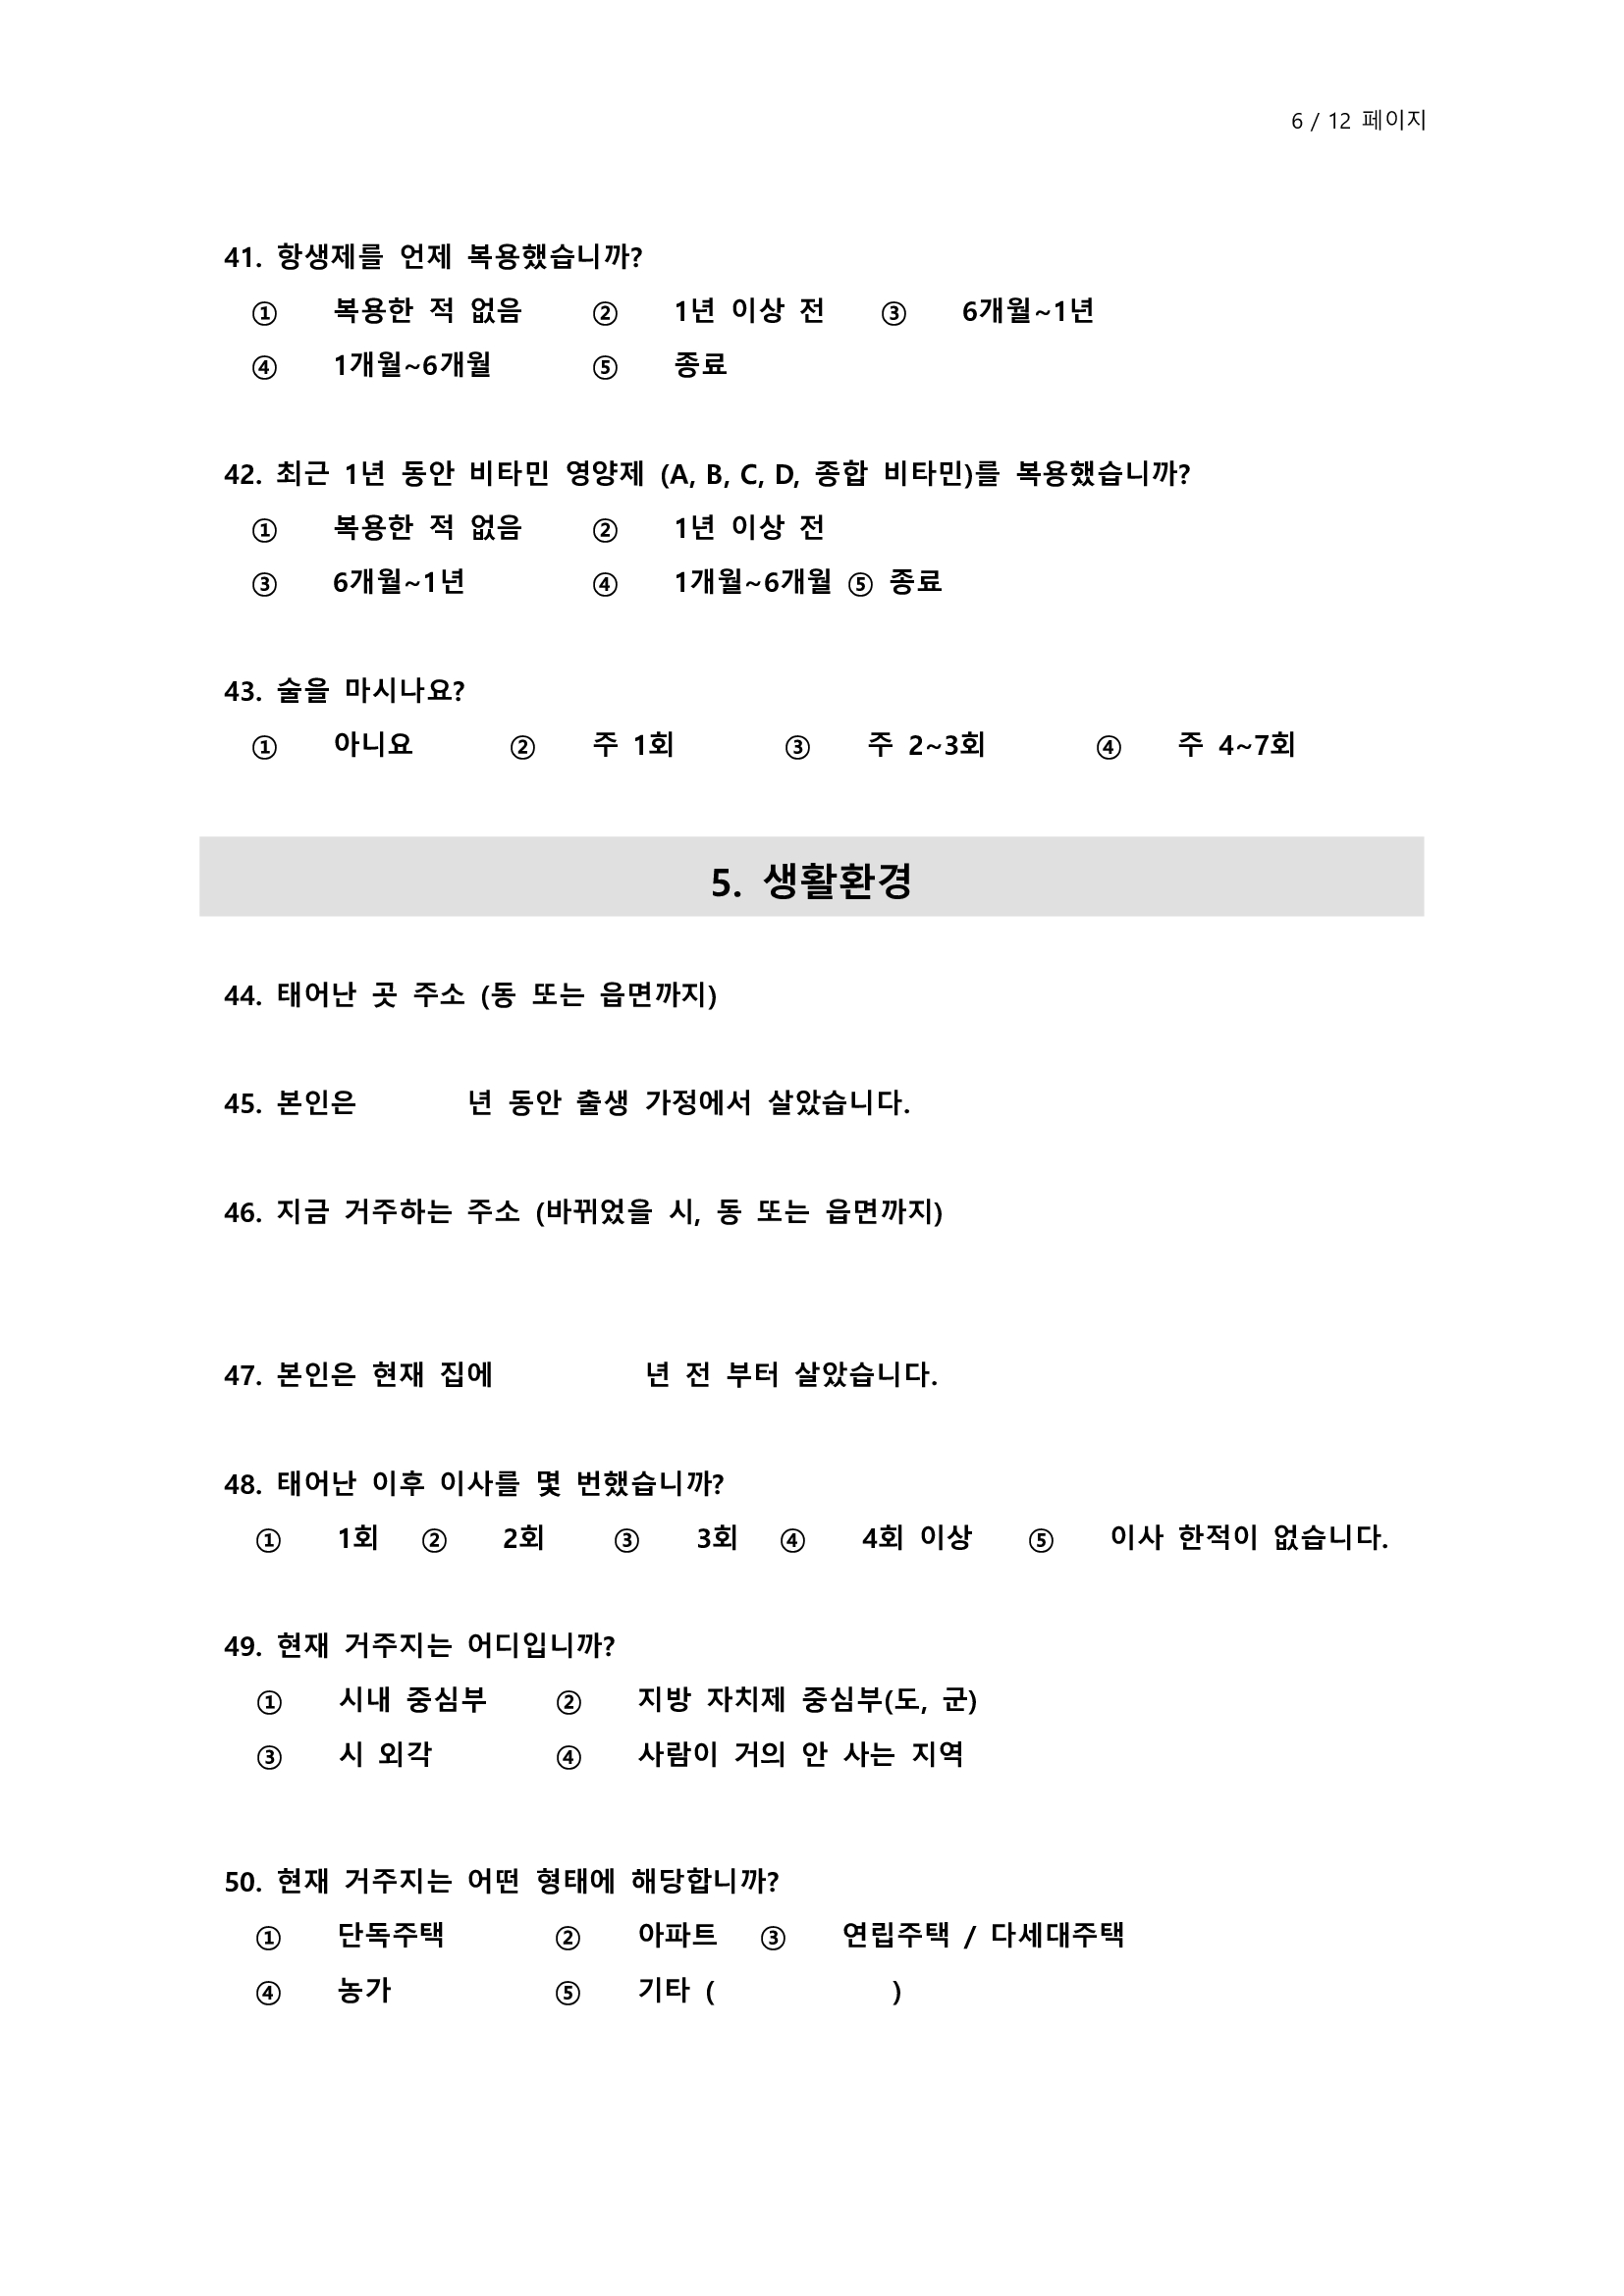 6 / 12 페이지
41. 항생제를 언제 복용했습니까?
① 복용한 적 없음 ② 1년 이상 전 ③ 6개월~1년
④ 1개월~6개월 ⑤ 종료
42. 최근 1년 동안 비타민 영양제 (A, B, C, D, 종합 비타민)를 복용했습니까?
① 복용한 적 없음 ② 1년 이상 전
③ 6개월~1년 ④ 1개월~6개월 ⑤ 종료
43. 술을 마시나요?
① 아니요 ② 주 1회 ③ 주 2~3회 ④ 주 4~7회
5. 생활환경
44. 태어난 곳 주소 (동 또는 읍면까지)
45. 본인은 년 동안 출생 가정에서 살았습니다.
46. 지금 거주하는 주소 (바뀌었을 시, 동 또는 읍면까지)
47. 본인은 현재 집에 년 전 부터 살았습니다.
48. 태어난 이후 이사를 몇 번했습니까?
① 1회 ② 2회 ③ 3회 ④ 4회 이상 ⑤ 이사 한적이 없습니다.
49. 현재 거주지는 어디입니까?
① 시내 중심부 ② 지방 자치제 중심부(도, 군)
③ 시 외각 ④ 사람이 거의 안 사는 지역
50. 현재 거주지는 어떤 형태에 해당합니까?
① 단독주택 ② 아파트 ③ 연립주택 / 다세대주택
④ 농가 ⑤ 기타 ( )